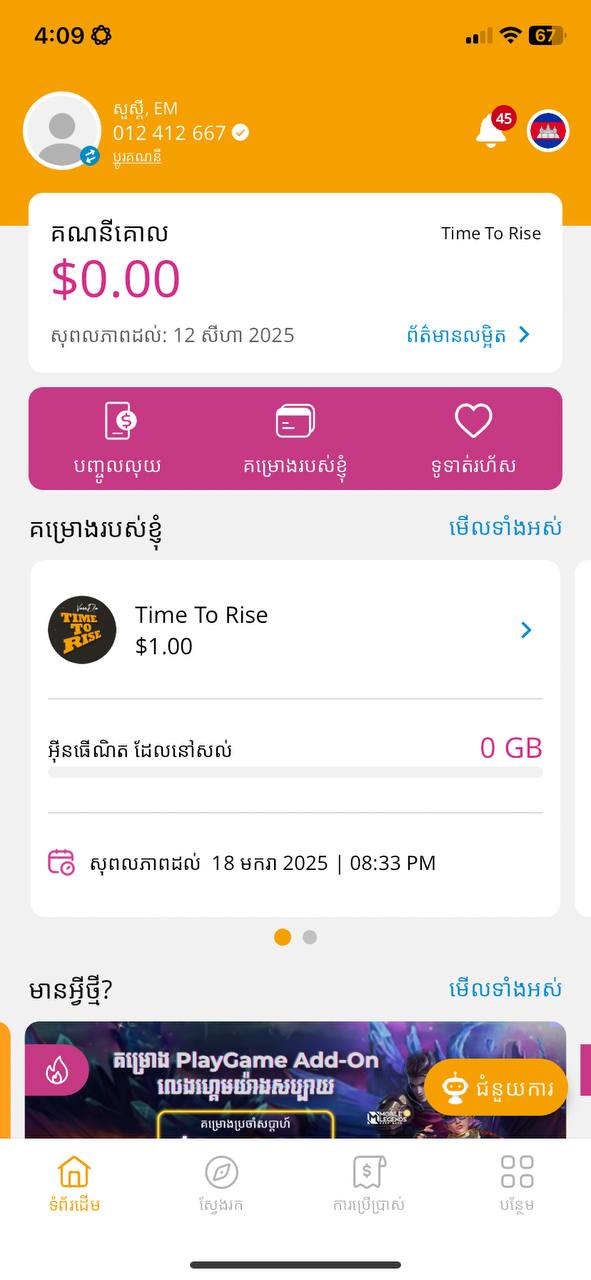 4:09
67
សួស្តី, EM
012 412 667
ប្តូរគណនី
45
គណនីគោល
Time To Rise
$0.00
សុពលភាពដល់: 12 សីហា 2025
ព័ត៌មានលម្អិត
បញ្ចូលលុយ
គម្រោងរបស់ខ្ញុំ
ទូទាត់រហ័ស
គម្រោងរបស់ខ្ញុំ
មើលទាំងអស់
TIME TO RISE
Time To Rise
$1.00
អ៊ីនធើណិត ដែលនៅសល់
0 GB
សុពលភាពដល់ 18 មករា 2025 | 08:33 PM
មានអ្វីថ្មី?
មើលទាំងអស់
គម្រោង PlayGame Add-On
លេងហ្គេមយ៉ាងសប្បាយ
គម្រោងប្រចាំសប្តាហ៍
MOBILE LEGENDS
ជំនួយការ
ទំព័រដើម
ស្វែងរក
ការប្រើប្រាស់
បន្ថែម